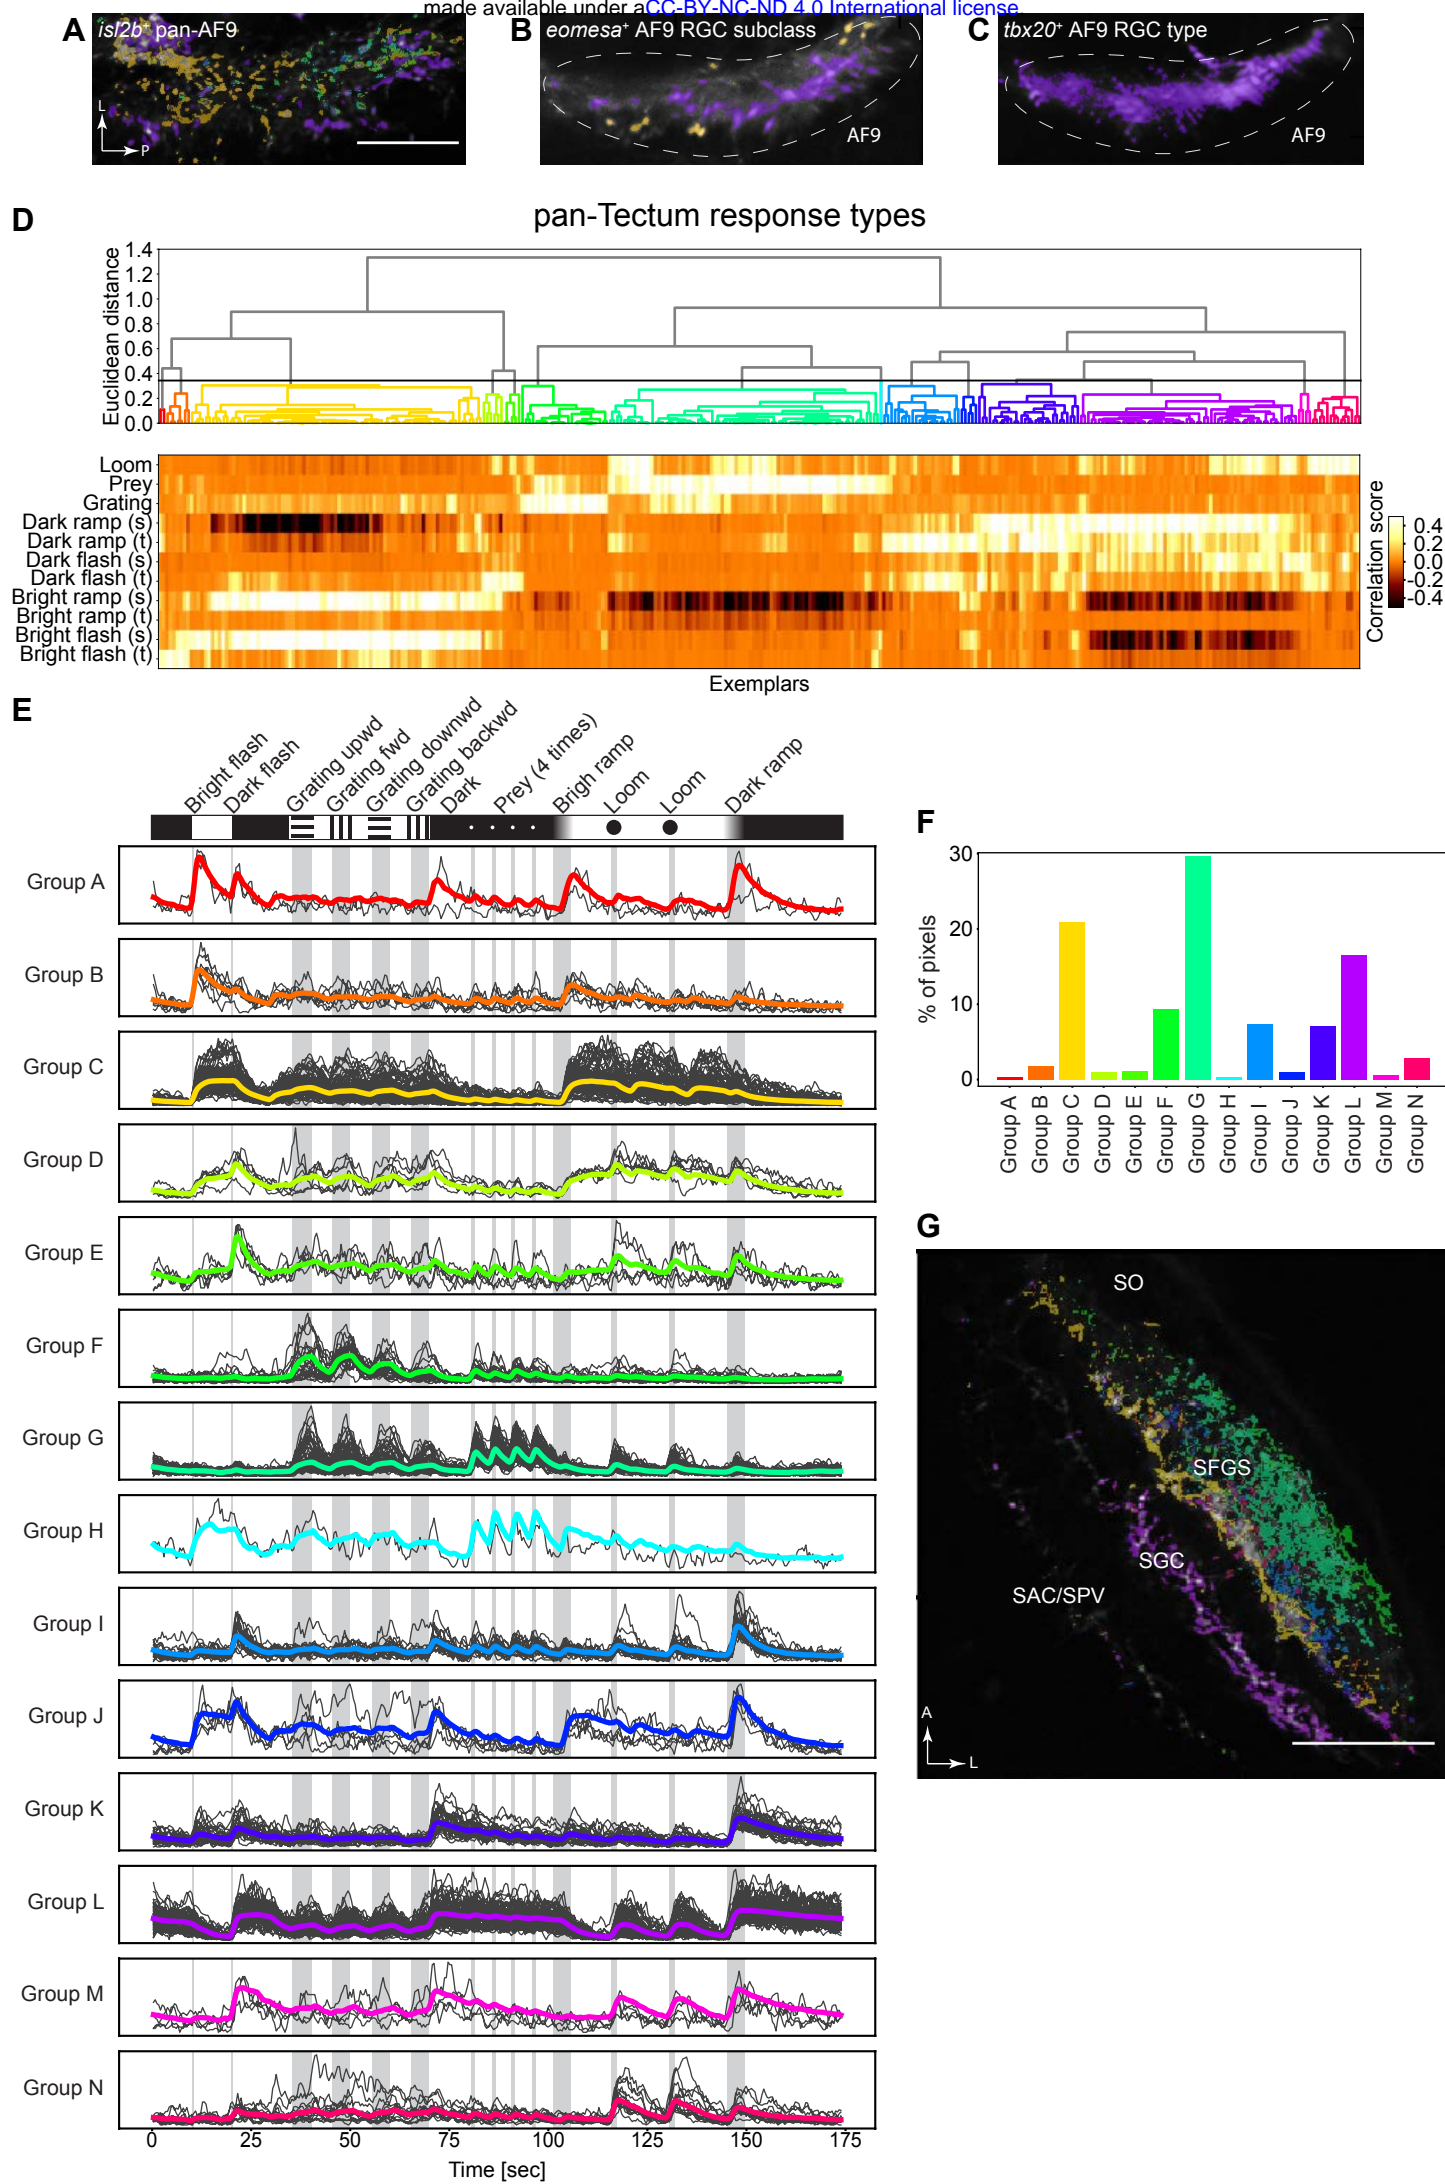 made available under aCC-BY-NC-ND 4.0 International license.
A isl2b+ pan-AF9
L
P
B eomesa+ AF9 RGC subclass
AF9
C tbx20+ AF9 RGC type
AF9
D
pan-Tectum response types
Euclidean distance
1.4
1.2
1.0
0.8
0.6
0.4
0.2
0.0
Loom
Prey
Grating
Dark ramp (s)
Dark ramp (t)
Dark flash (s)
Dark flash (t)
Bright ramp (s)
Bright ramp (t)
Bright flash (s)
Bright flash (t)
Exemplars
Correlation score
0.4
0.2
0.0
-0.2
-0.4
E
Bright flash
Dark flash
Grating upwd
Grating fwd
Grating downwd
Grating backwd
Dark
Prey (4 times)
Brigh ramp
Loom
Loom
Dark ramp
Group A
Group B
Group C
Group D
Group E
Group F
Group G
Group H
Group I
Group J
Group K
Group L
Group M
Group N
0 25 50 75 100 125 150 175
Time [sec]
F
% of pixels
30
20
10
0
Group A
Group B
Group C
Group D
Group E
Group F
Group G
Group H
Group I
Group J
Group K
Group L
Group M
Group N
G
SO
SFGS
SGC
SAC/SPV
A
L